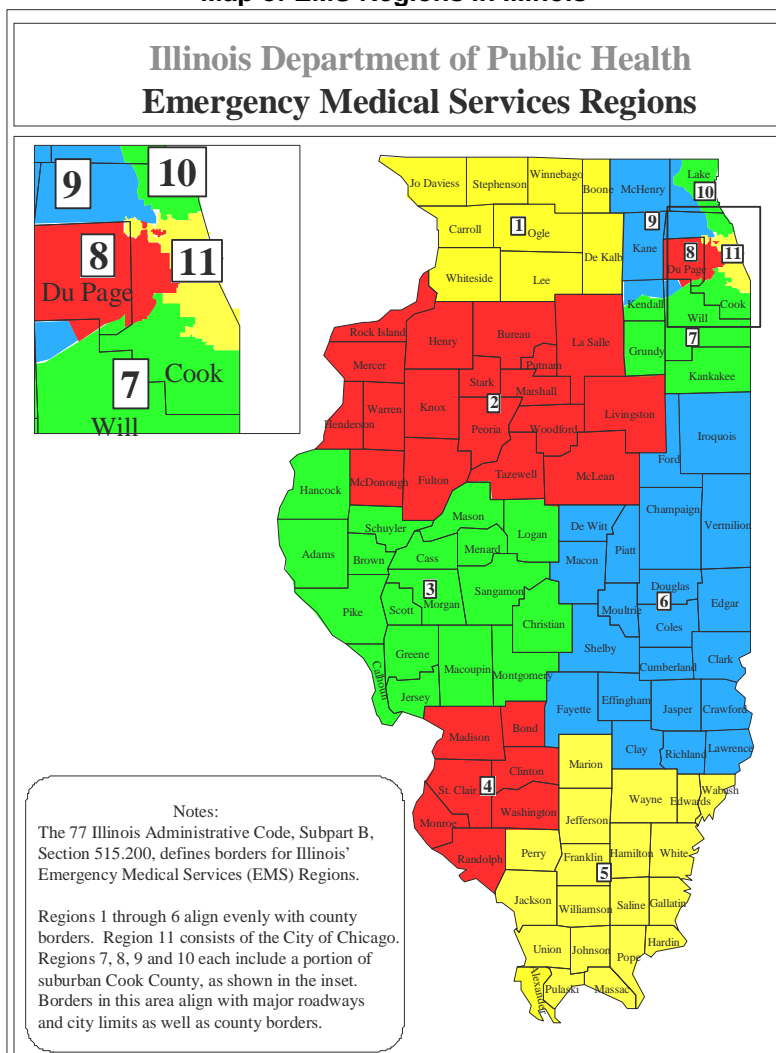 Map of EMS Regions in Illinois
Illinois Department of Public Health
Emergency Medical Services Regions
9
10
8
11
Du Page
7
Cook
Will
Jo Daviess
Stephenson
Winnebago
Boone
McHenry
Lake
10
Carroll
1
Ogle
9
Kane
De Kalb
8
11
Du Page
Whiteside
Lee
Kendall
Cook
Will
7
Rock Island
Henry
Bureau
La Salle
Grundy
Putnam
Mercer
Kankakee
Stark
Marshall
2
Knox
Warren
Henderson
Peoria
Woodford
Livingston
Iroquois
Ford
McDonough
Fulton
Tazewell
McLean
Hancock
Mason
Schuyler
Logan
De Witt
Champaign
Vermilion
Adams
Brown
Cass
Menard
Macon
Piatt
3
Sangamon
Douglas
6
Pike
Scott
Morgan
Moultrie
Edgar
Christian
Coles
Greene
Shelby
Clark
Macoupin
Montgomery
Cumberland
Calhoun
Jersey
Fayette
Effingham
Jasper
Crawford
Madison
Bond
Clay
Richland
Lawrence
Marion
Clinton
4
St. Clair
Wayne
Edwards
Wabash
Washington
Jefferson
Monroe
Randolph
Perry
Franklin
Hamilton
White
5
Jackson
Williamson
Saline
Gallatin
Union
Johnson
Pope
Hardin
Alexander
Pulaski
Massac
Notes:
The 77 Illinois Administrative Code, Subpart B,
Section 515.200, defines borders for Illinois'
Emergency Medical Services (EMS) Regions.
Regions 1 through 6 align evenly with county
borders.  Region 11 consists of the City of Chicago.
Regions 7, 8, 9 and 10 each include a portion of
suburban Cook County, as shown in the inset.
Borders in this area align with major roadways
and city limits as well as county borders.